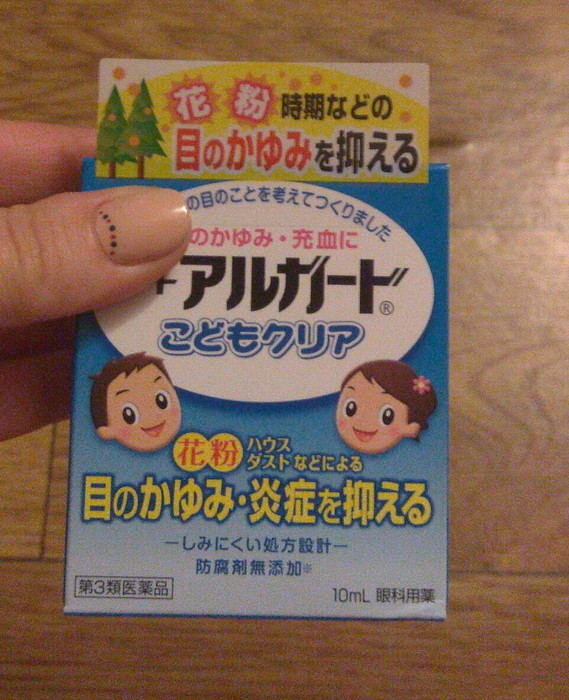 花粉 時期などの
目のかゆみを抑える
の目のことを考えてつくりました
のかゆみ・充血に
アルガード®
こどもクリア
花粉 ハウスダストなどによる
目のかゆみ・炎症を抑える
―しみにくい処方設計―
防腐剤無添加※
第3類医薬品 10mL 眼科用薬